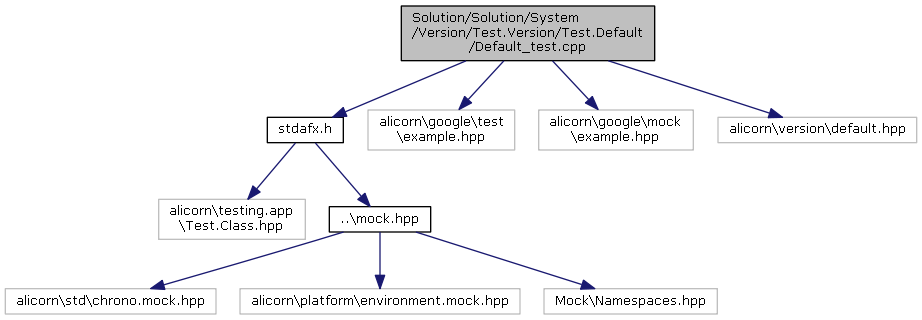 Solution/Solution/System
/Version/Test.Version/Test.Default
/Default_test.cpp
stdafx.h
alicorn\google\test
\example.hpp
alicorn\google\mock
\example.hpp
alicorn\version\default.hpp
alicorn\testing.app
\Test.Class.hpp
..\mock.hpp
alicorn\std\chrono.mock.hpp
alicorn\platform\environment.mock.hpp
Mock\Namespaces.hpp